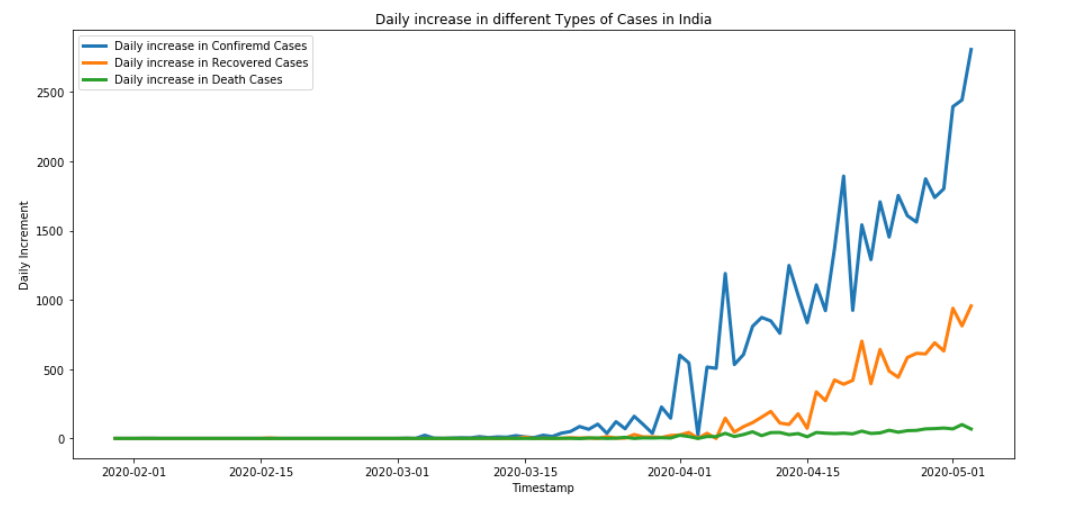 Daily increase in different Types of Cases in India
Daily increase in Confiremd Cases
Daily increase in Recovered Cases
Daily increase in Death Cases
2500
2000
1500
1000
500
0
Daily Increment
2020-02-01 2020-02-15 2020-03-01 2020-03-15 2020-04-01 2020-04-15 2020-05-01
Timestamp